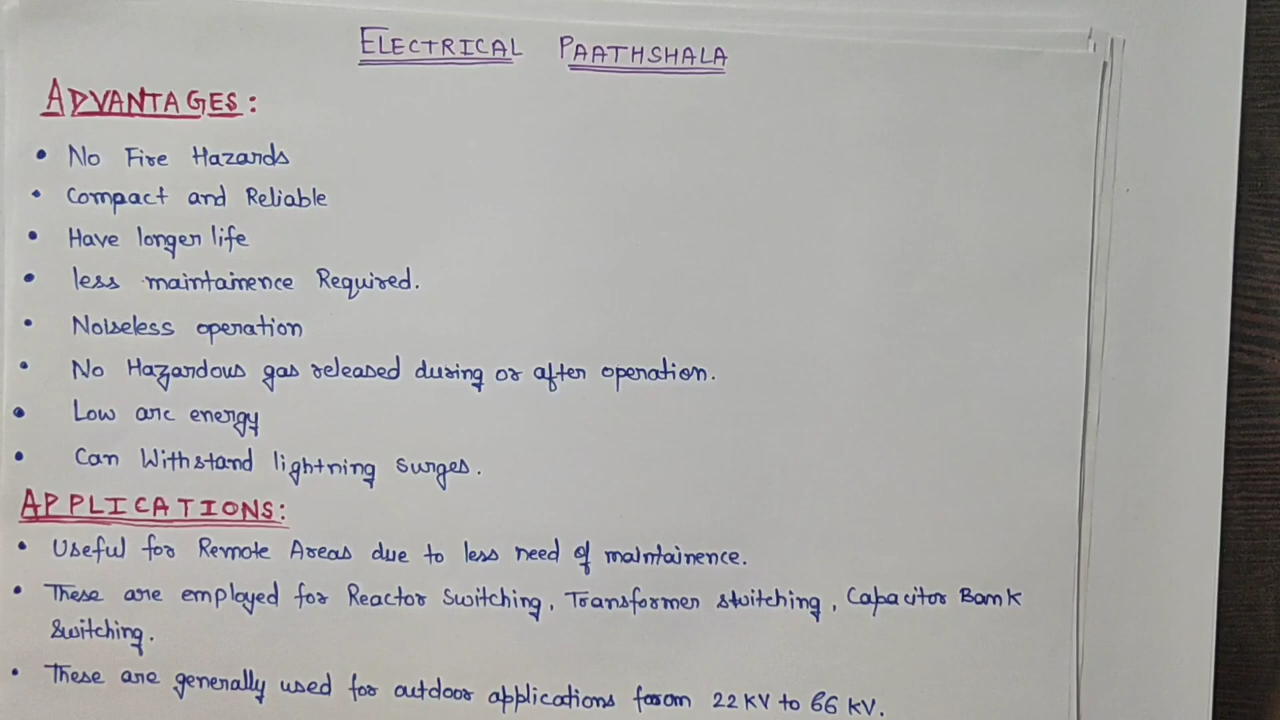 ELECTRICAL PAATHSHALA
ADVANTAGES:
• No Fire Hazards
• Compact and Reliable
• Have longer life
• less maintainence Required.
• Noiseless operation
• No Hazardous gas released during or after operation.
• Low arc energy
• Can Withstand lightning surges.
APPLICATIONS:
• Useful for Remote Areas due to less need of maintainence.
• These are employed for Reactor Switching, Transformer switching, Capacitor Bank
Switching.
• These are generally used for outdoor applications from 22 KV to 66 KV.